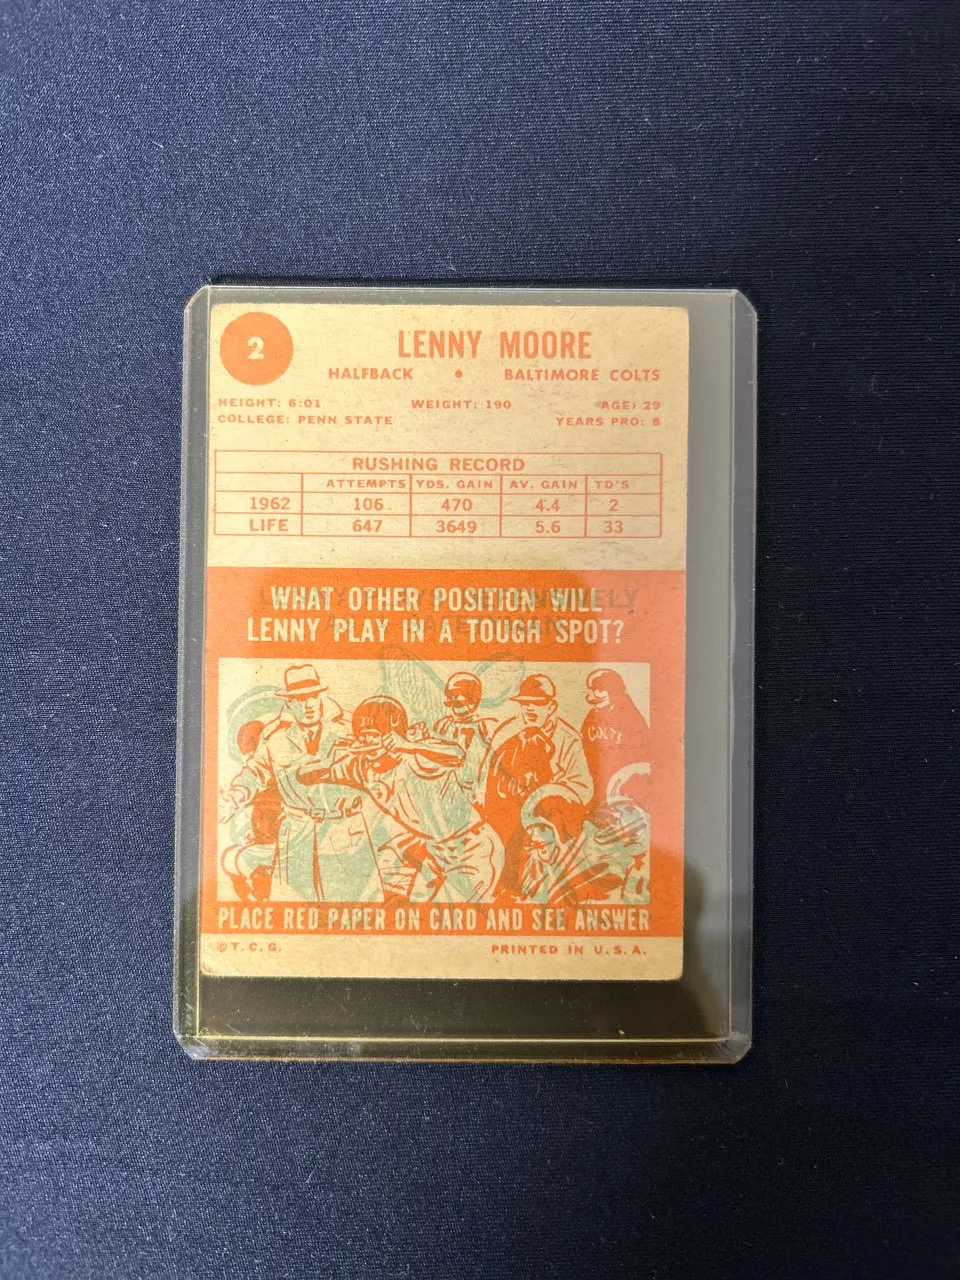 2
LENNY MOORE
HALFBACK • BALTIMORE COLTS
HEIGHT: 6:01 WEIGHT: 190 AGE: 29
COLLEGE: PENN STATE YEARS PRO: 8
RUSHING RECORD
ATTEMPTS YDS. GAIN AV. GAIN TD'S
1962 106 470 4.4 2
LIFE 647 3649 5.6 33
WHAT OTHER POSITION WILL
LENNY PLAY IN A TOUGH SPOT?
COLTS
PLACE RED PAPER ON CARD AND SEE ANSWER
©T.C.G. PRINTED IN U.S.A.